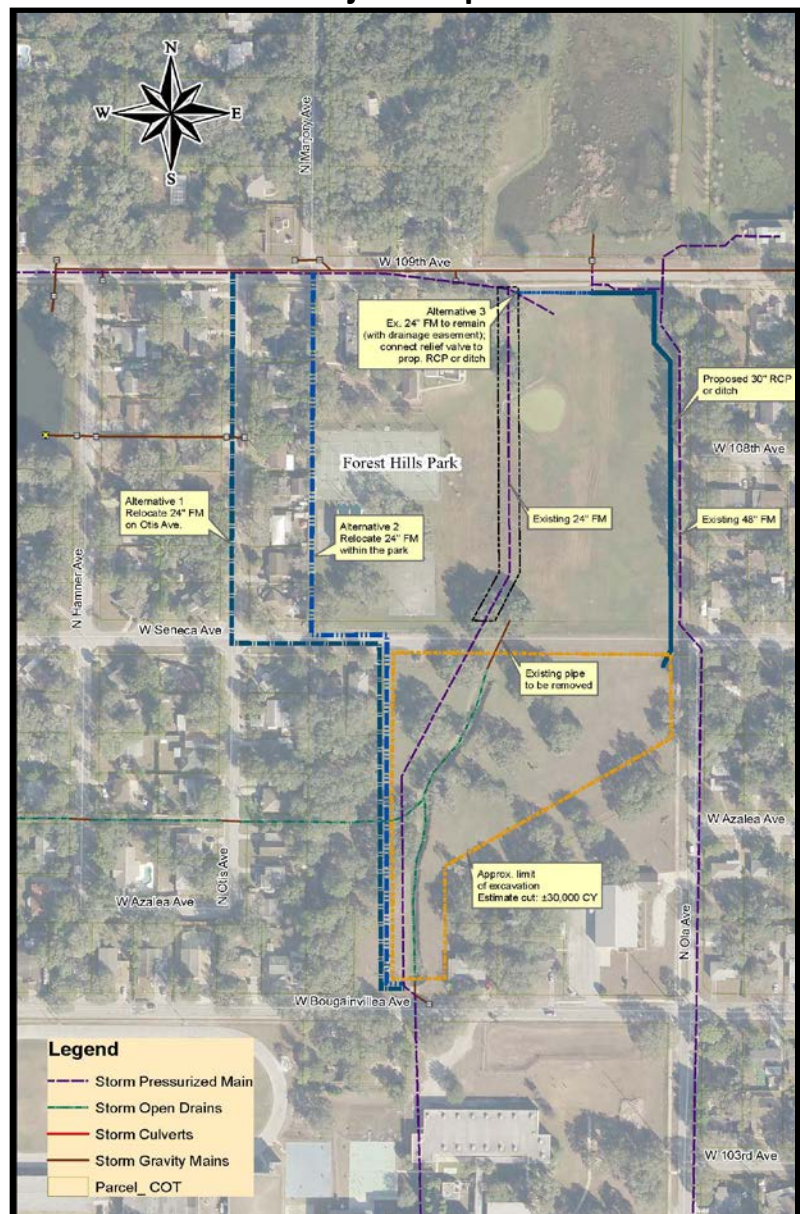 N
W
E
S
N Marjory Ave
W 109th Ave
Alternative 3
Ex. 24" FM to remain
(with drainage easement);
connect relief valve to
prop. RCP or ditch
Proposed 30" RCP
or ditch
W 108th Ave
Forest Hills Park
Alternative 1
Relocate 24" FM
on Otis Ave.
Alternative 2
Relocate 24" FM
within the park
Existing 24" FM
Existing 48" FM
N Hamner Ave
W Seneca Ave
Existing pipe
to be removed
W Azalea Ave
N Otis Ave
W Azalea Ave
Approx. limit
of excavation
Estimate cut: ±30,000 CY
N Ola Ave
W Bougainvillea Ave
Legend
Storm Pressurized Main
Storm Open Drains
Storm Culverts
Storm Gravity Mains
Parcel_ COT
W 103rd Ave